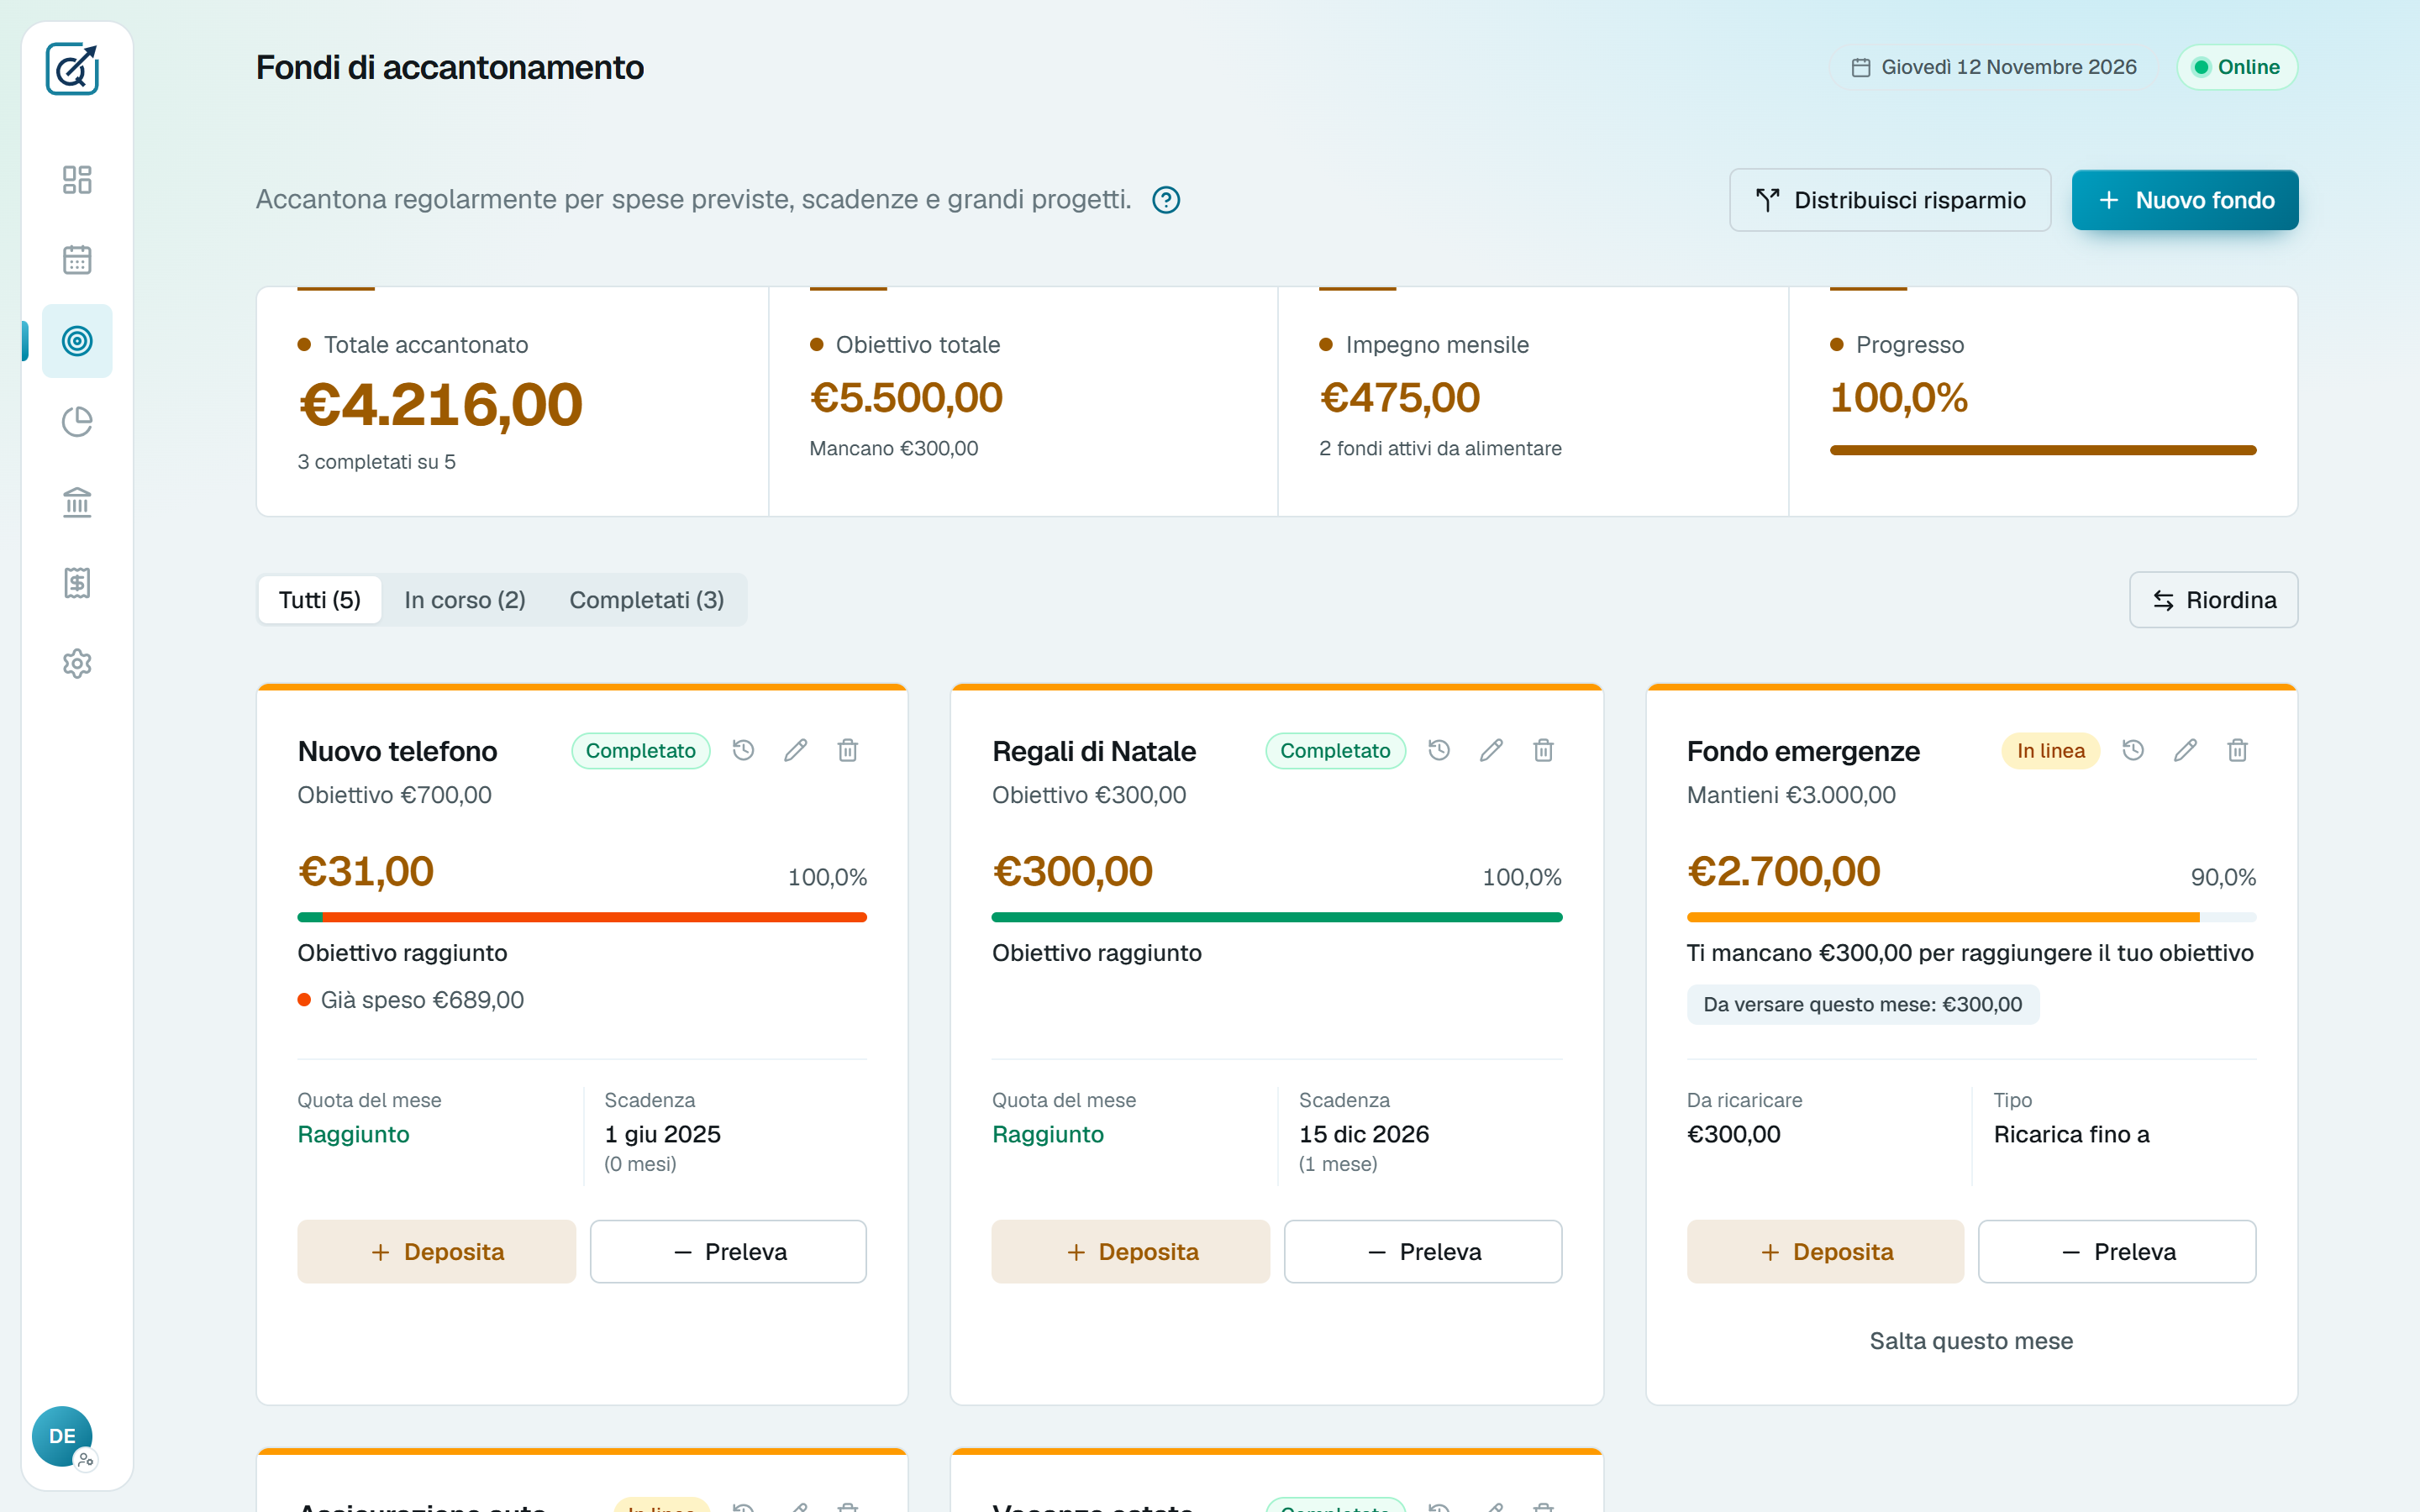 Fondi di accantonamento
Giovedì 12 Novembre 2026
Online
Accantona regolarmente per spese previste, scadenze e grandi progetti.
Distribuisci risparmio
Nuovo fondo
Totale accantonato
€4.216,00
3 completati su 5
Obiettivo totale
€5.500,00
Mancano €300,00
Impegno mensile
€475,00
2 fondi attivi da alimentare
Progresso
100,0%
Tutti (5)
In corso (2)
Completati (3)
Riordina
Nuovo telefono
Completato
Obiettivo €700,00
€31,00
100,0%
Obiettivo raggiunto
Già speso €689,00
Quota del mese
Raggiunto
Scadenza
1 giu 2025
(0 mesi)
Deposita
Preleva
Regali di Natale
Completato
Obiettivo €300,00
€300,00
100,0%
Obiettivo raggiunto
Quota del mese
Raggiunto
Scadenza
15 dic 2026
(1 mese)
Deposita
Preleva
Fondo emergenze
In linea
Mantieni €3.000,00
€2.700,00
90,0%
Ti mancano €300,00 per raggiungere il tuo obiettivo
Da versare questo mese: €300,00
Da ricaricare
€300,00
Tipo
Ricarica fino a
Deposita
Preleva
Salta questo mese
DE